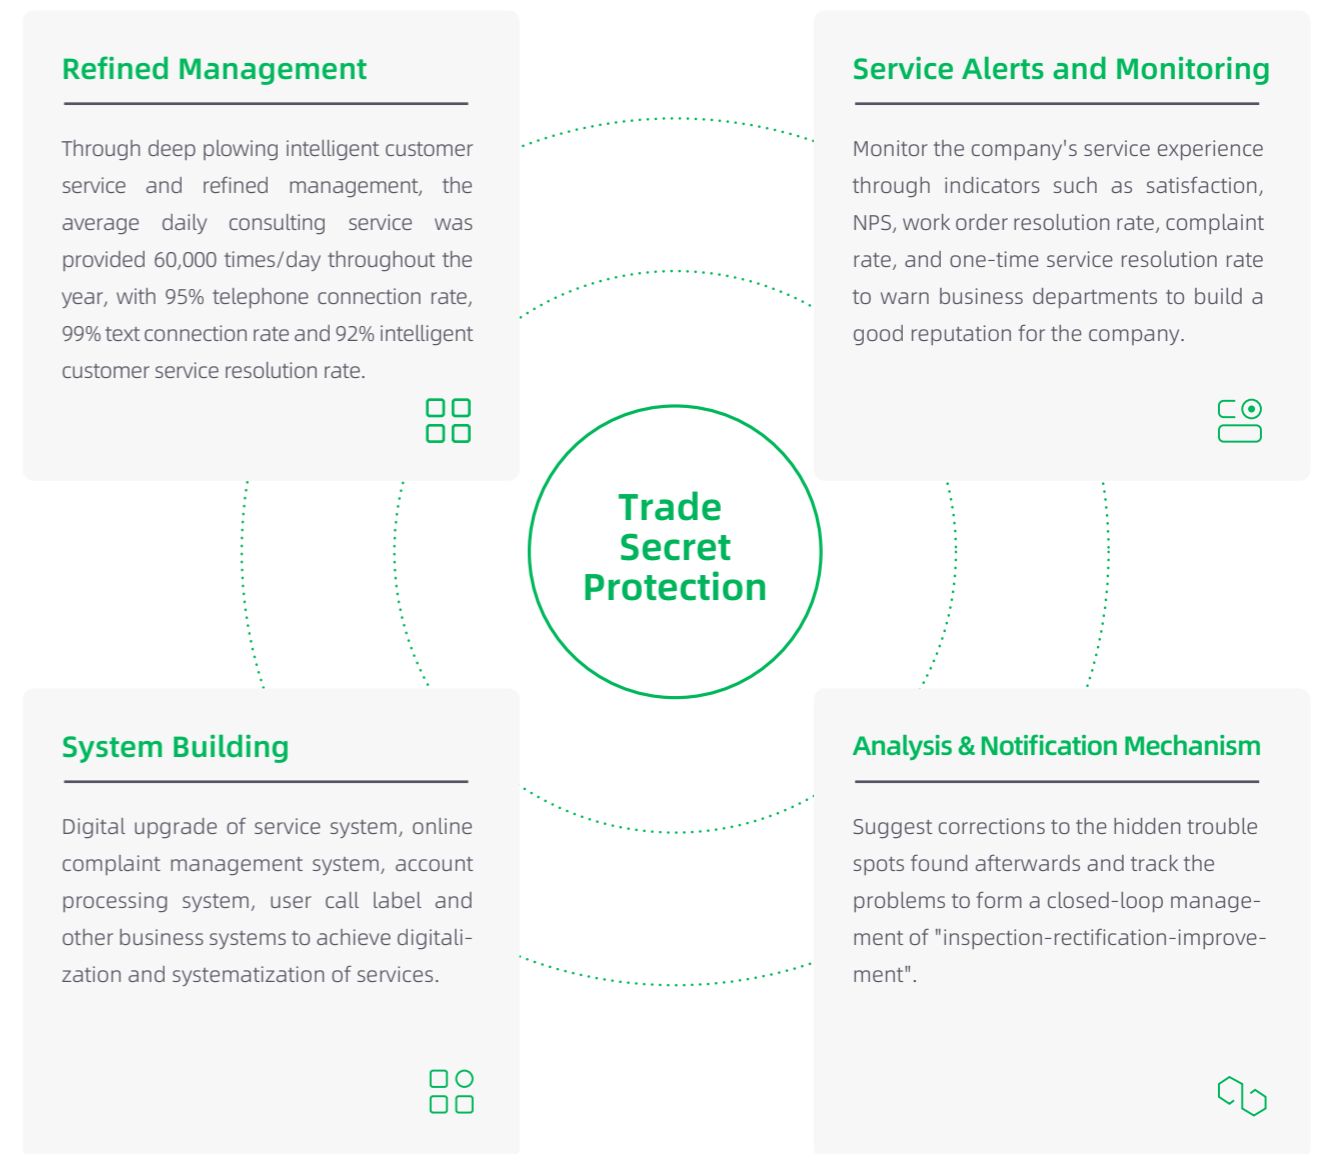 Refined Management
Through deep plowing intelligent customer
service and refined management, the
average daily consulting service was
provided 60,000 times/day throughout the
year, with 95% telephone connection rate,
99% text connection rate and 92% intelligent
customer service resolution rate.
Service Alerts and Monitoring
Monitor the company's service experience
through indicators such as satisfaction,
NPS, work order resolution rate, complaint
rate, and one-time service resolution rate
to warn business departments to build a
good reputation for the company.
Trade
Secret
Protection
System Building
Digital upgrade of service system, online
complaint management system, account
processing system, user call label and
other business systems to achieve digitali-
zation and systematization of services.
Analysis & Notification Mechanism
Suggest corrections to the hidden trouble
spots found afterwards and track the
problems to form a closed-loop manage-
ment of "inspection-rectification-improve-
ment".